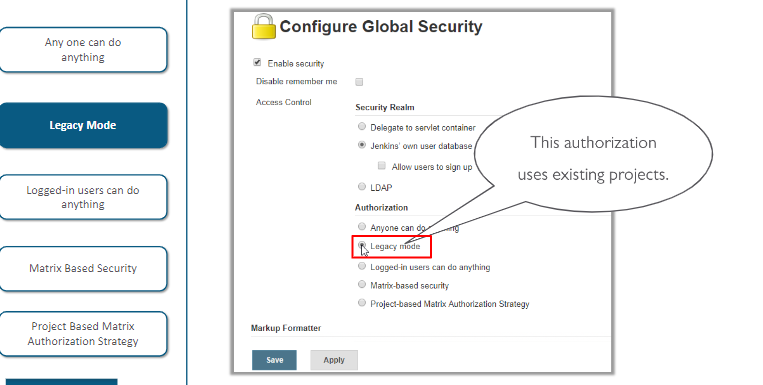 Any one can do
anything
Legacy Mode
Logged-in users can do
anything
Matrix Based Security
Project Based Matrix
Authorization Strategy
Configure Global Security
Enable security
Disable remember me
Access Control
Security Realm
Delegate to servlet container
Jenkins' own user database
Allow users to sign up
LDAP
Authorization
Anyone can do
Legacy mode
Logged-in users can do anything
Matrix-based security
Project-based Matrix Authorization Strategy
Markup Formatter
Save
Apply
This authorization
uses existing projects.